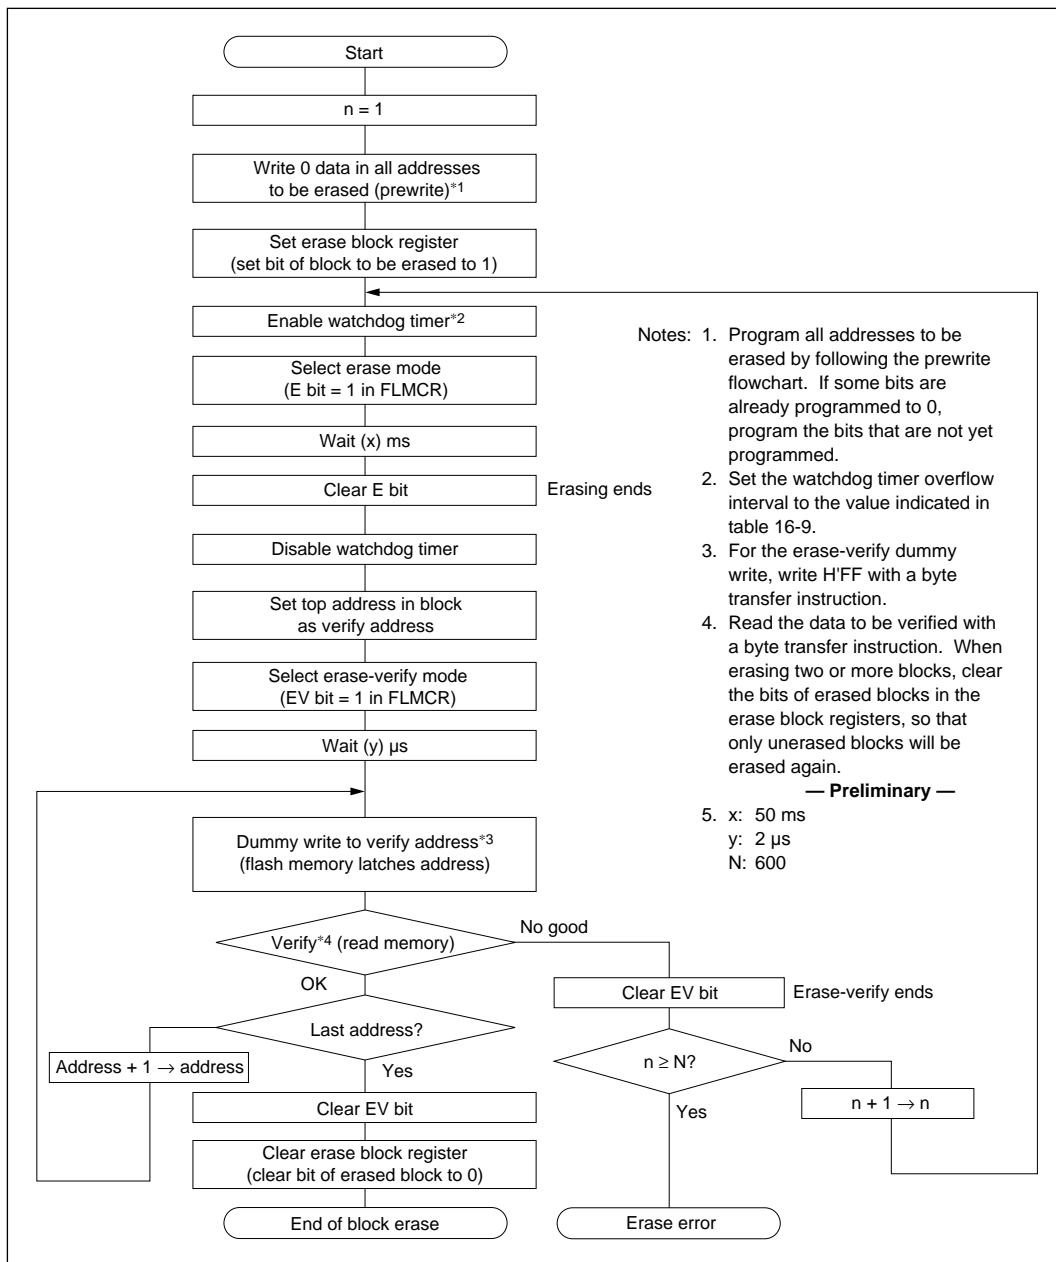 Start
n = 1
Write 0 data in all addresses
to be erased (prewrite)*1
Set erase block register
(set bit of block to be erased to 1)
Enable watchdog timer*2
Select erase mode
(E bit = 1 in FLMCR)
Wait (x) ms
Clear E bit
Erasing ends
Disable watchdog timer
Set top address in block
as verify address
Select erase-verify mode
(EV bit = 1 in FLMCR)
Wait (y) µs
Dummy write to verify address*3
(flash memory latches address)
Verify*4 (read memory)
No good
OK
Last address?
Address + 1 → address
Yes
Clear EV bit
Clear erase block register
(clear bit of erased block to 0)
End of block erase
Clear EV bit
Erase-verify ends
n ≥ N?
No
Yes
n + 1 → n
Erase error
Notes: 1. Program all addresses to be
erased by following the prewrite
flowchart. If some bits are
already programmed to 0,
program the bits that are not yet
programmed.
2. Set the watchdog timer overflow
interval to the value indicated in
table 16-9.
3. For the erase-verify dummy
write, write H'FF with a byte
transfer instruction.
4. Read the data to be verified with
a byte transfer instruction. When
erasing two or more blocks, clear
the bits of erased blocks in the
erase block registers, so that
only unerased blocks will be
erased again.
— Preliminary —
5. x: 50 ms
y: 2 µs
N: 600